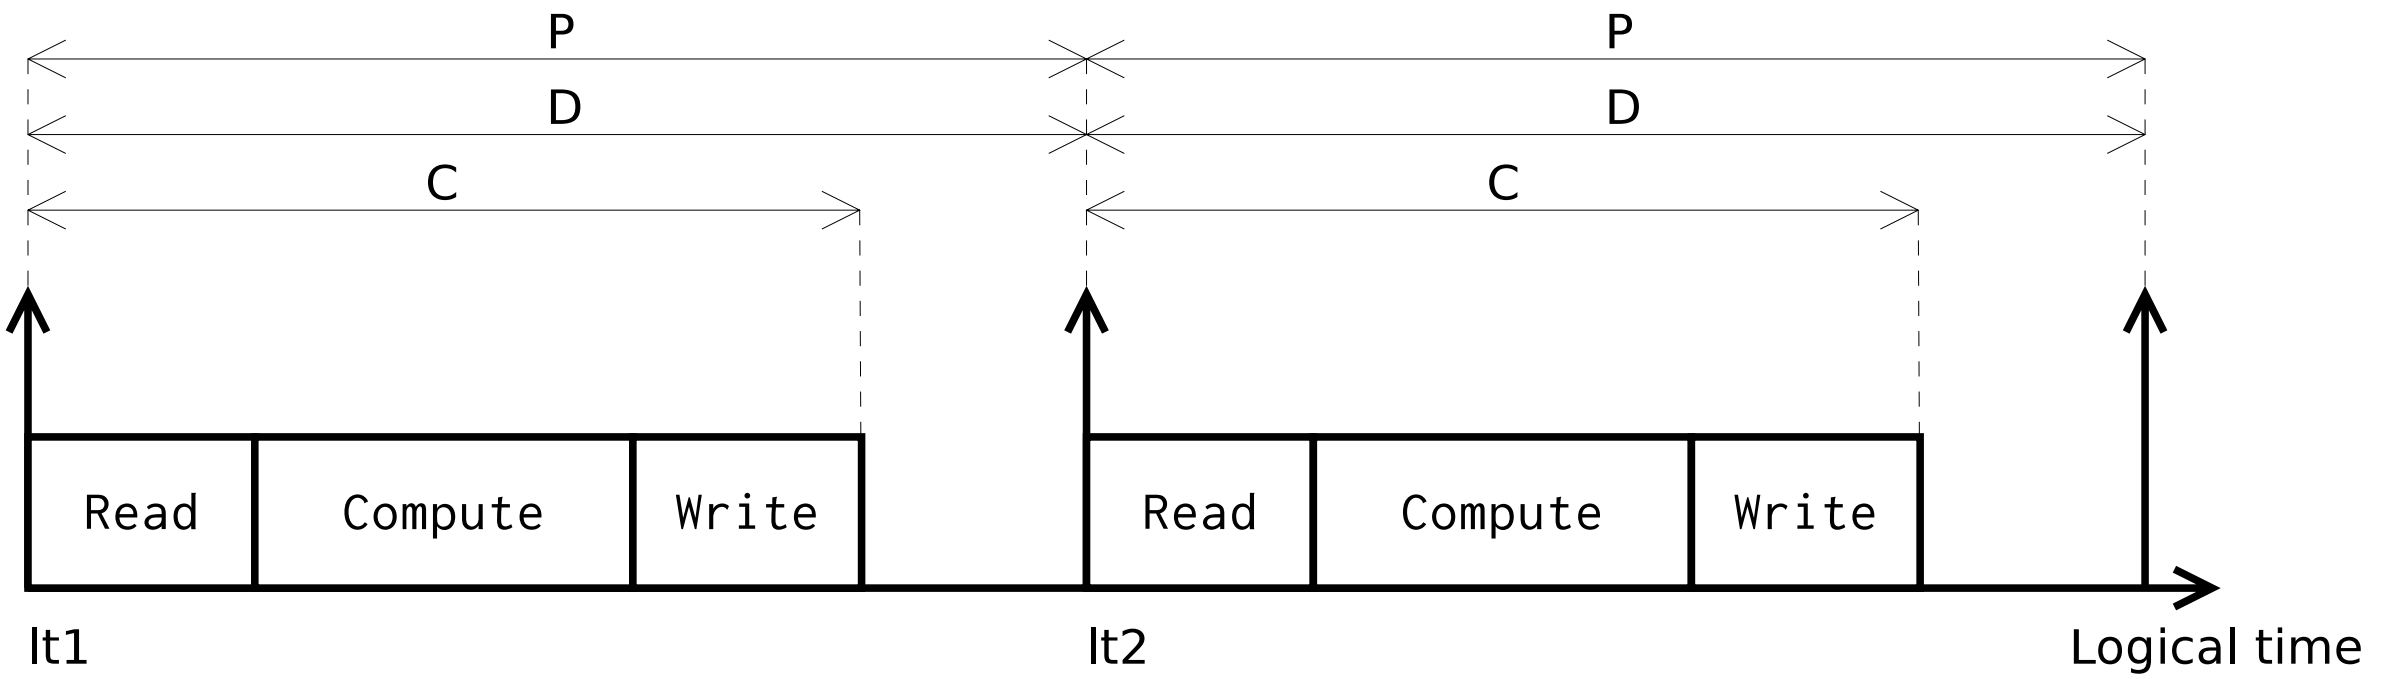 P P
D D
C C
Read Compute Write Read Compute Write
lt1 lt2 Logical time